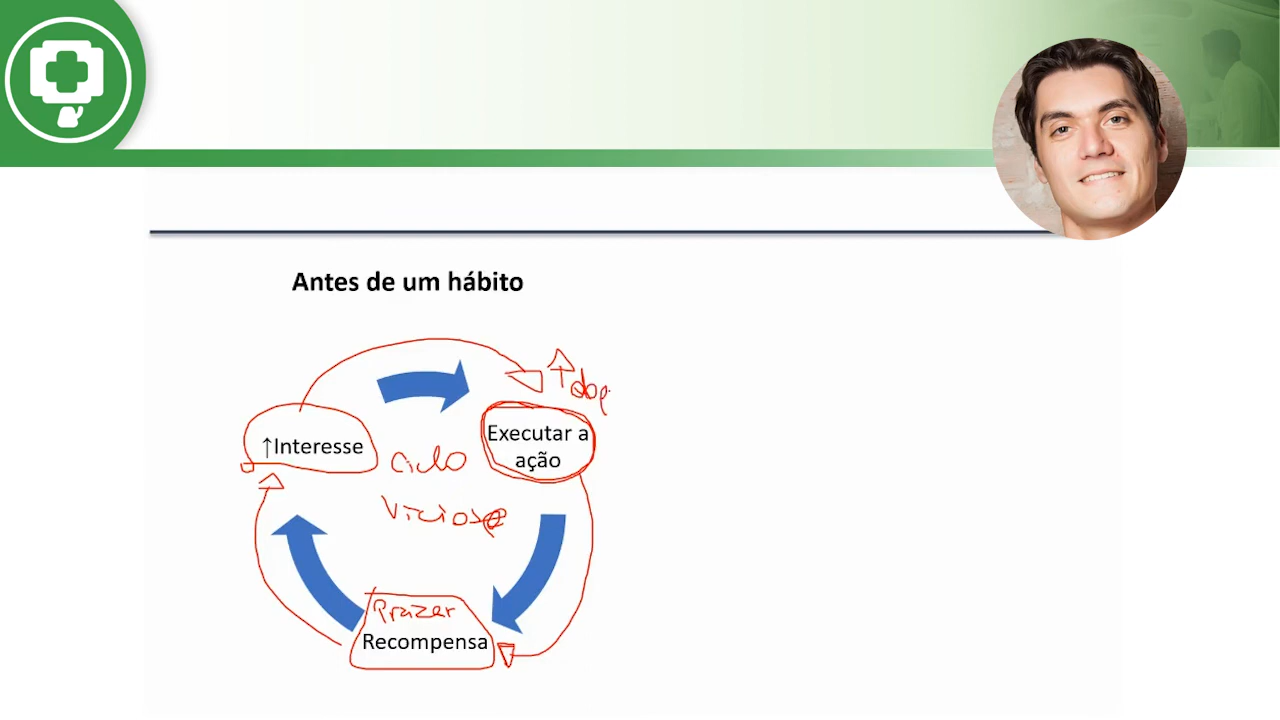 Antes de um hábito
↑Interesse
Executar a
ação
↑dop
ciclo
vicioso
Prazer
Recompensa